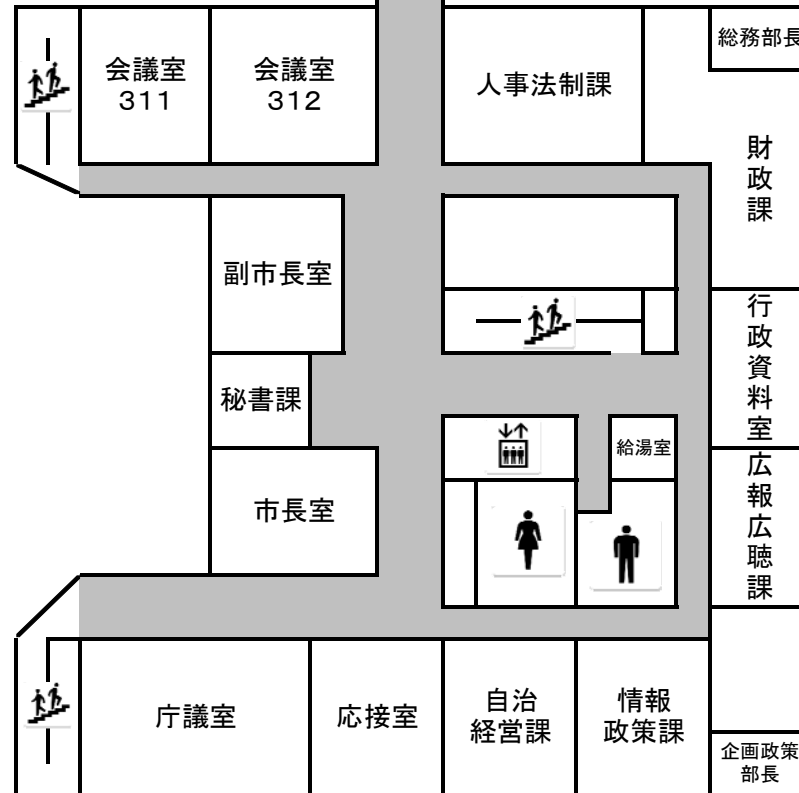 会議室
311
会議室
312
人事法制課
総務部長
財政課
副市長室
行政資料室
秘書課
給湯室
市長室
広報広聴課
庁議室
応接室
自治
経営課
情報
政策課
企画政策
部長